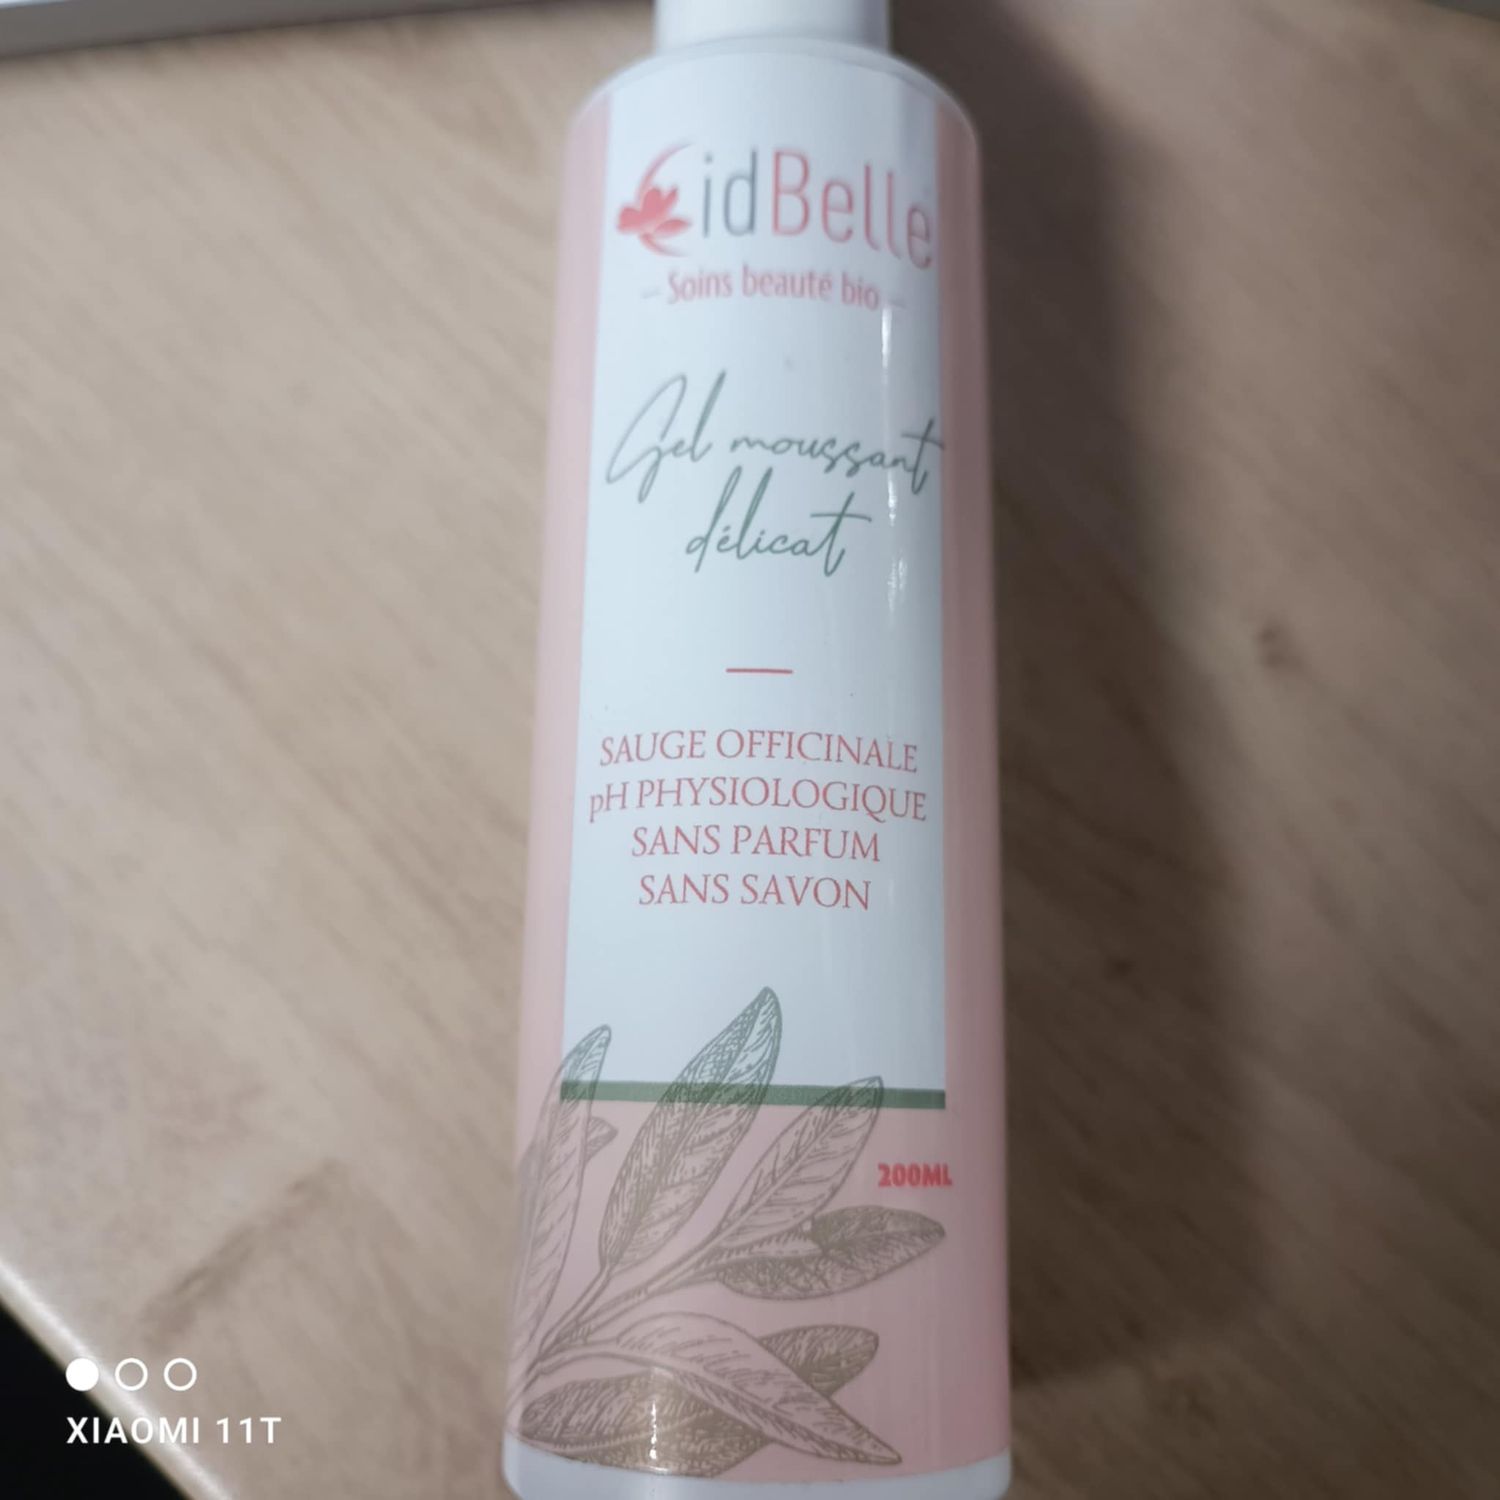 idBelle
- Soins beauté bio -
Gel moussant
délicat
SAUGE OFFICINALE
pH PHYSIOLOGIQUE
SANS PARFUM
SANS SAVON
200ML
XIAOMI 11T